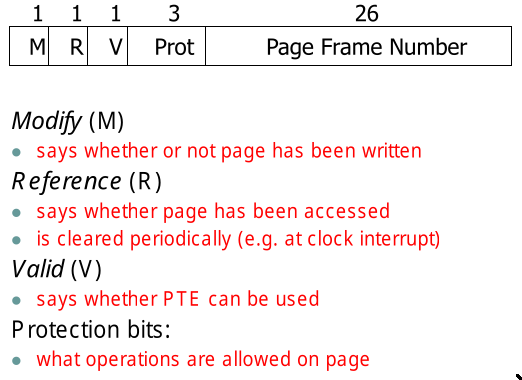 1 1 1 3 26
M R V Prot Page Frame Number
Modify (M)
● says whether or not page has been written
Reference (R)
● says whether page has been accessed
● is cleared periodically (e.g. at clock interrupt)
Valid (V)
● says whether PTE can be used
Protection bits:
● what operations are allowed on page